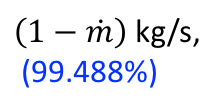 (1 − ṁ) kg/s,
(99.488%)